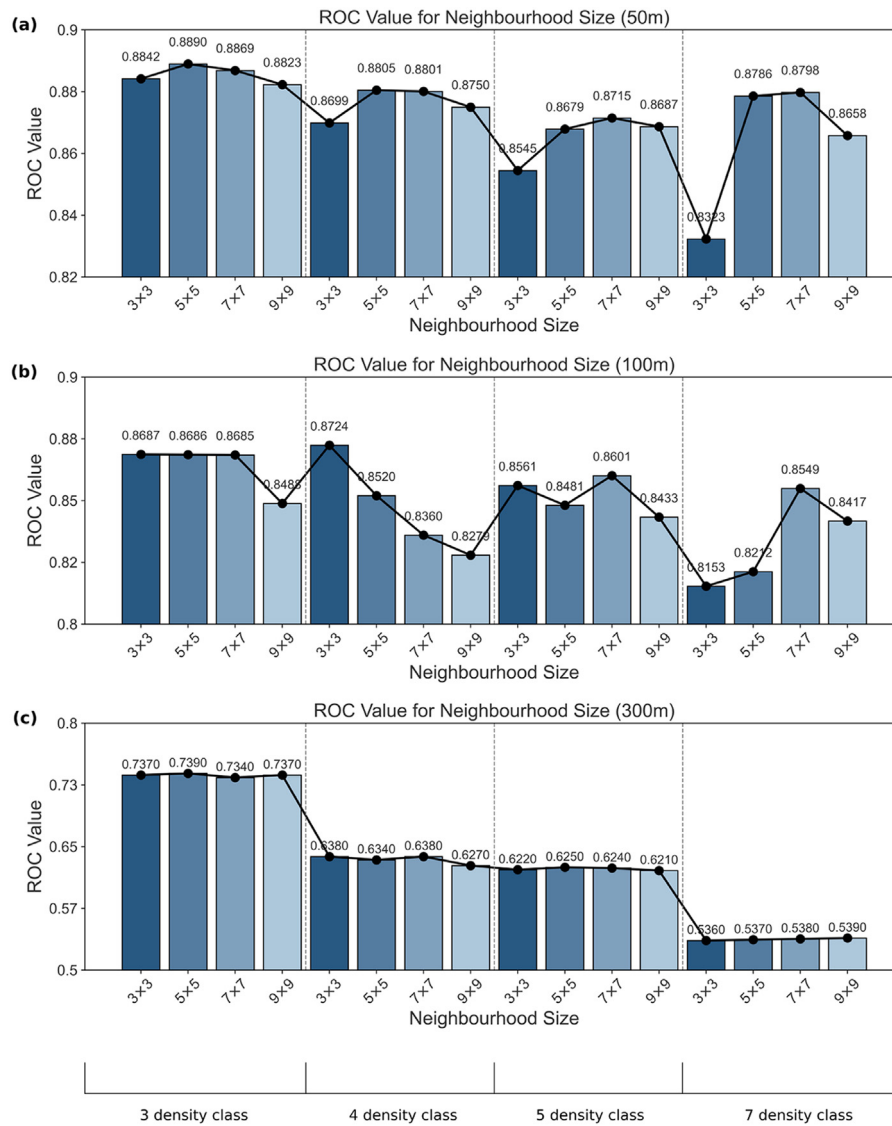 (a)
ROC Value for Neighbourhood Size (50m)
ROC Value
0.9
0.88
0.86
0.84
0.82
0.8842 0.8890 0.8869 0.8823 0.8699 0.8805 0.8801 0.8750 0.8545 0.8679 0.8715 0.8687 0.8323 0.8786 0.8798 0.8658
3×3 5×5 7×7 9×9 3×3 5×5 7×7 9×9 3×3 5×5 7×7 9×9 3×3 5×5 7×7 9×9
Neighbourhood Size
(b)
ROC Value for Neighbourhood Size (100m)
ROC Value
0.9
0.88
0.85
0.82
0.8
0.8687 0.8686 0.8685 0.8488 0.8724 0.8520 0.8360 0.8279 0.8561 0.8481 0.8601 0.8433 0.8153 0.8212 0.8549 0.8417
3×3 5×5 7×7 9×9 3×3 5×5 7×7 9×9 3×3 5×5 7×7 9×9 3×3 5×5 7×7 9×9
Neighbourhood Size
(c)
ROC Value for Neighbourhood Size (300m)
ROC Value
0.8
0.73
0.65
0.57
0.5
0.7370 0.7390 0.7340 0.7370 0.6380 0.6340 0.6380 0.6270 0.6220 0.6250 0.6240 0.6210 0.5360 0.5370 0.5380 0.5390
3×3 5×5 7×7 9×9 3×3 5×5 7×7 9×9 3×3 5×5 7×7 9×9 3×3 5×5 7×7 9×9
Neighbourhood Size
3 density class 4 density class 5 density class 7 density class